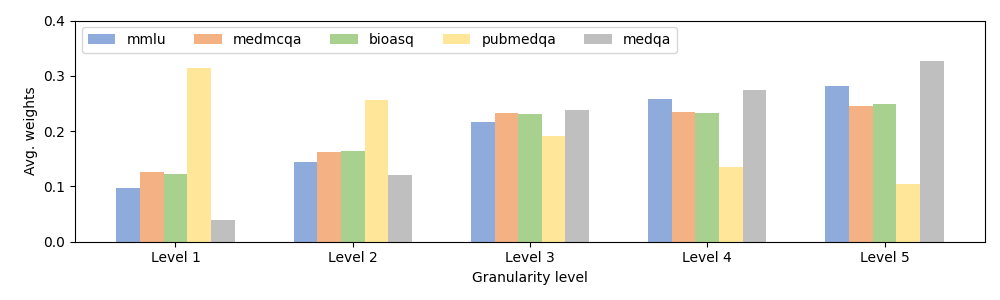 0.4
mmlu medmcqa bioasq pubmedqa medqa
0.3
0.2
0.1
0.0
Avg. weights
Level 1 Level 2 Level 3 Level 4 Level 5
Granularity level